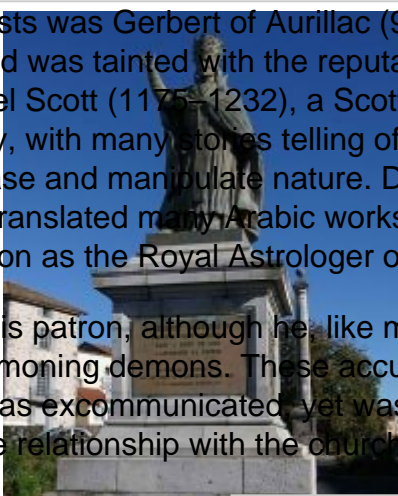 sts was Gerbert of Aurillac (9
d was tainted with the reputa
el Scott (1175–1232), a Scott
y, with many stories telling of
ase and manipulate nature. D
ranslated many Arabic works
on as the Royal Astrologer o
is patron, although he, like m
moning demons. These accu
as excommunicated, yet was
e relationship with the church